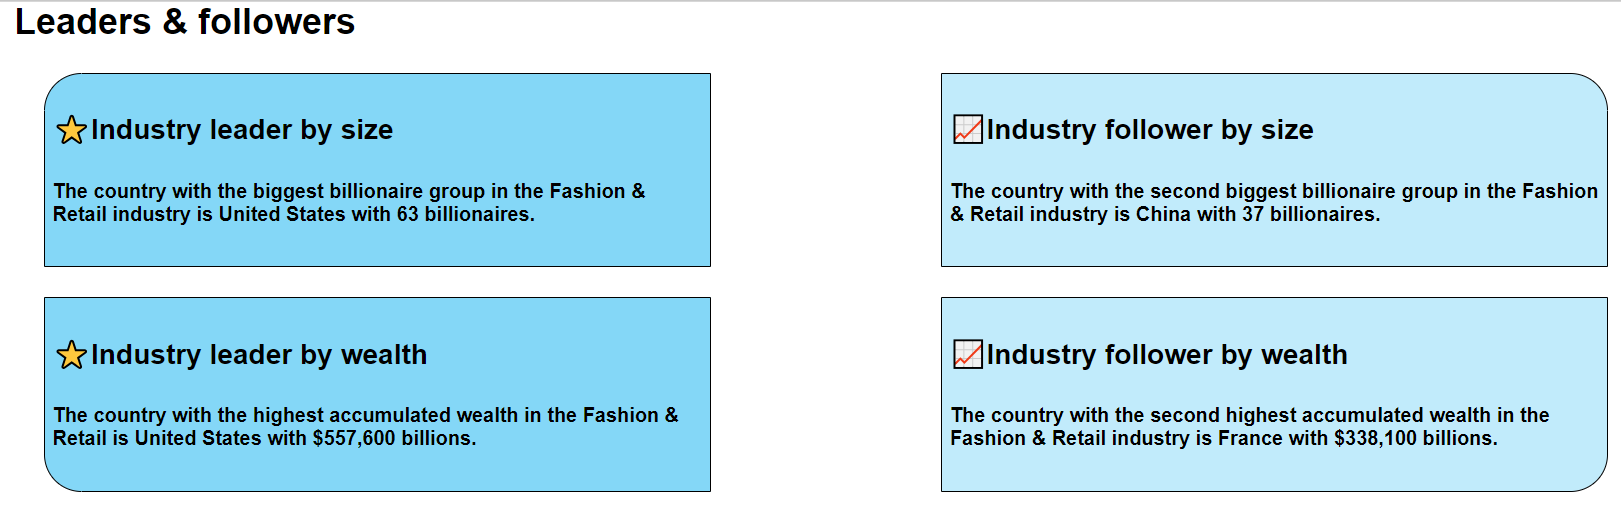 Leaders & followers
⭐Industry leader by size
The country with the biggest billionaire group in the Fashion &
Retail industry is United States with 63 billionaires.
📈Industry follower by size
The country with the second biggest billionaire group in the Fashion
& Retail industry is China with 37 billionaires.
⭐Industry leader by wealth
The country with the highest accumulated wealth in the Fashion &
Retail is United States with $557,600 billions.
📈Industry follower by wealth
The country with the second highest accumulated wealth in the
Fashion & Retail industry is France with $338,100 billions.